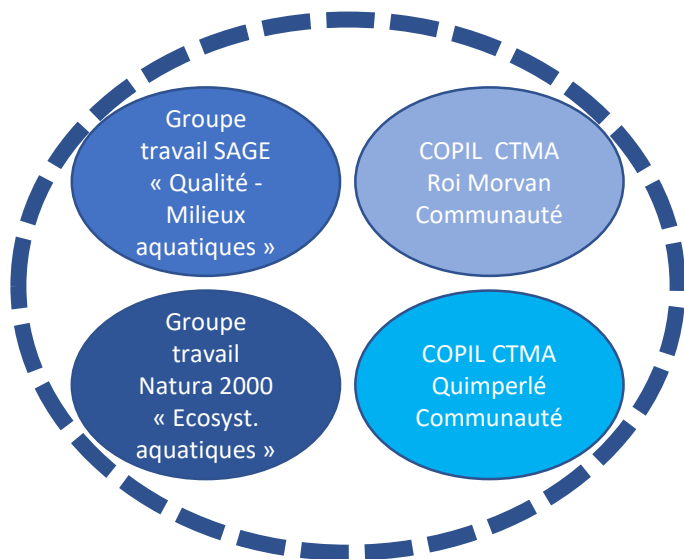 Groupe
travail SAGE
« Qualité -
Milieux
aquatiques »
COPIL  CTMA
Roi Morvan
Communauté
Groupe
travail
Natura 2000
« Ecosyst.
aquatiques »
COPIL CTMA
Quimperlé
Communauté